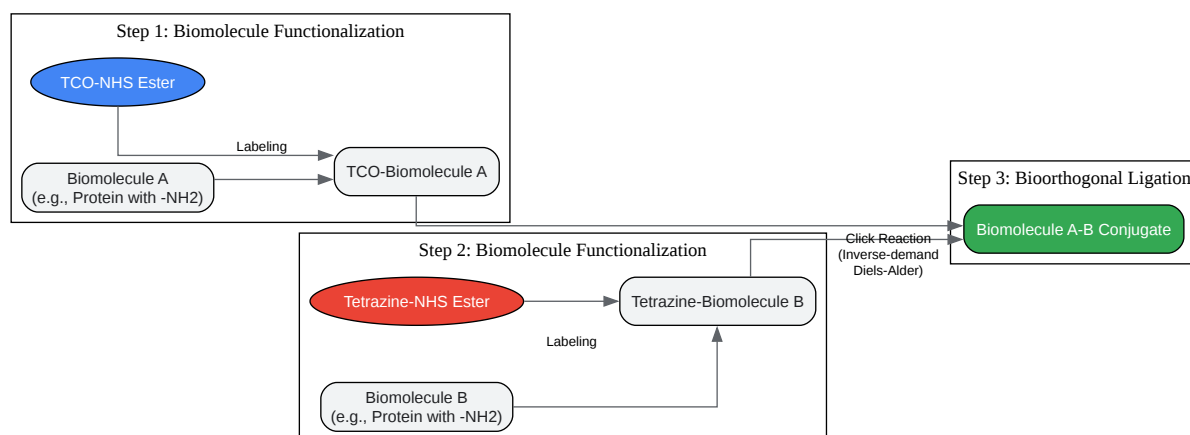 Step 1: Biomolecule Functionalization
TCO-NHS Ester
Labeling
Biomolecule A
(e.g., Protein with -NH2)
TCO-Biomolecule A
Step 2: Biomolecule Functionalization
Tetrazine-NHS Ester
Labeling
Biomolecule B
(e.g., Protein with -NH2)
Tetrazine-Biomolecule B
Click Reaction
(Inverse-demand
Diels-Alder)
Step 3: Bioorthogonal Ligation
Biomolecule A-B Conjugate